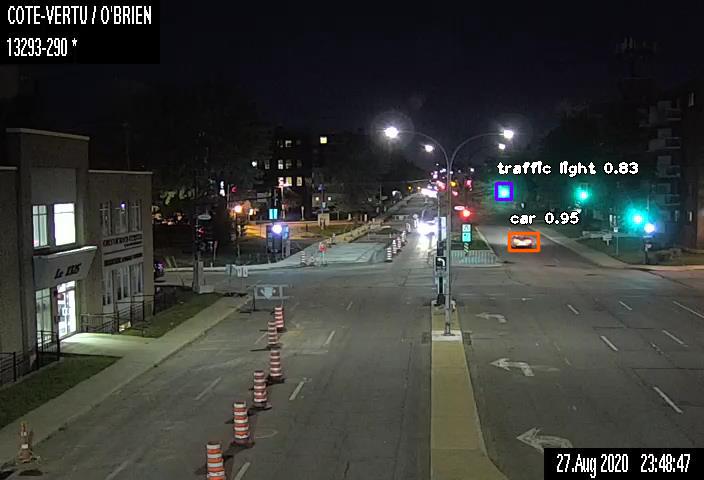 COTE-VERTU / O'BRIEN
13293-290 *
traffic light 0.83
car 0.95
27.Aug 2020 23:48:47